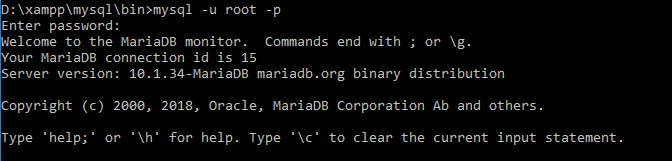 D:\xampp\mysql\bin>mysql -u root -p
Enter password:
Welcome to the MariaDB monitor.  Commands end with ; or \g.
Your MariaDB connection id is 15
Server version: 10.1.34-MariaDB mariadb.org binary distribution
Copyright (c) 2000, 2018, Oracle, MariaDB Corporation Ab and others.
Type 'help;' or '\h' for help. Type '\c' to clear the current input statement.